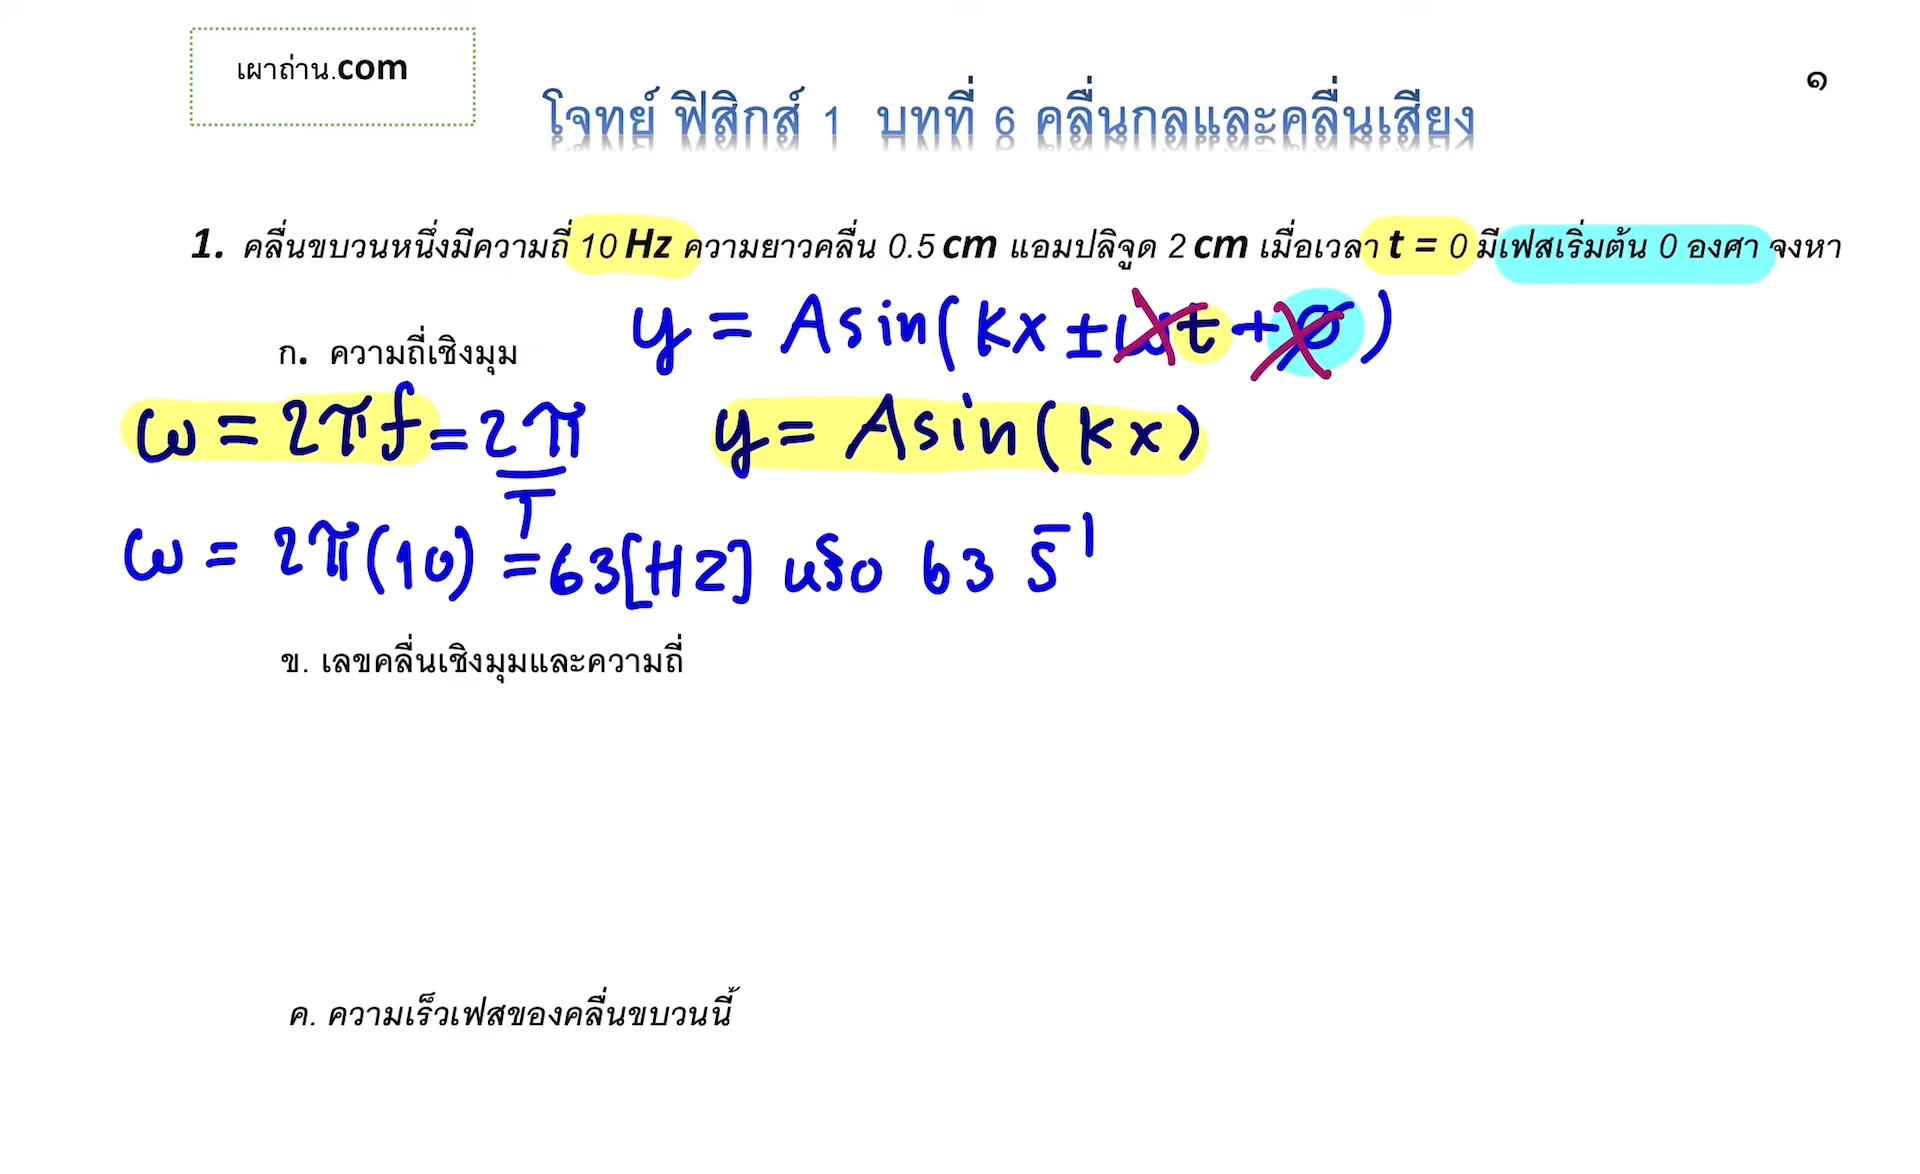 เผาถ่าน.com
๑
โจทย์ ฟิสิกส์ 1 บทที่ 6 คลื่นกลและคลื่นเสียง
1. คลื่นขบวนหนึ่งมีความถี่ 10 Hz ความยาวคลื่น 0.5 cm แอมปลิจูด 2 cm เมื่อเวลา t = 0 มีเฟสเริ่มต้น 0 องศา จงหา
y = Asin(kx ± ωt + φ)
ก. ความถี่เชิงมุม
ω = 2πf = 2π/T
y = Asin(kx)
ω = 2π(10) = 63[Hz] หรือ 63 s⁻¹
ข. เลขคลื่นเชิงมุมและความถี่
ค. ความเร็วเฟสของคลื่นขบวนนี้